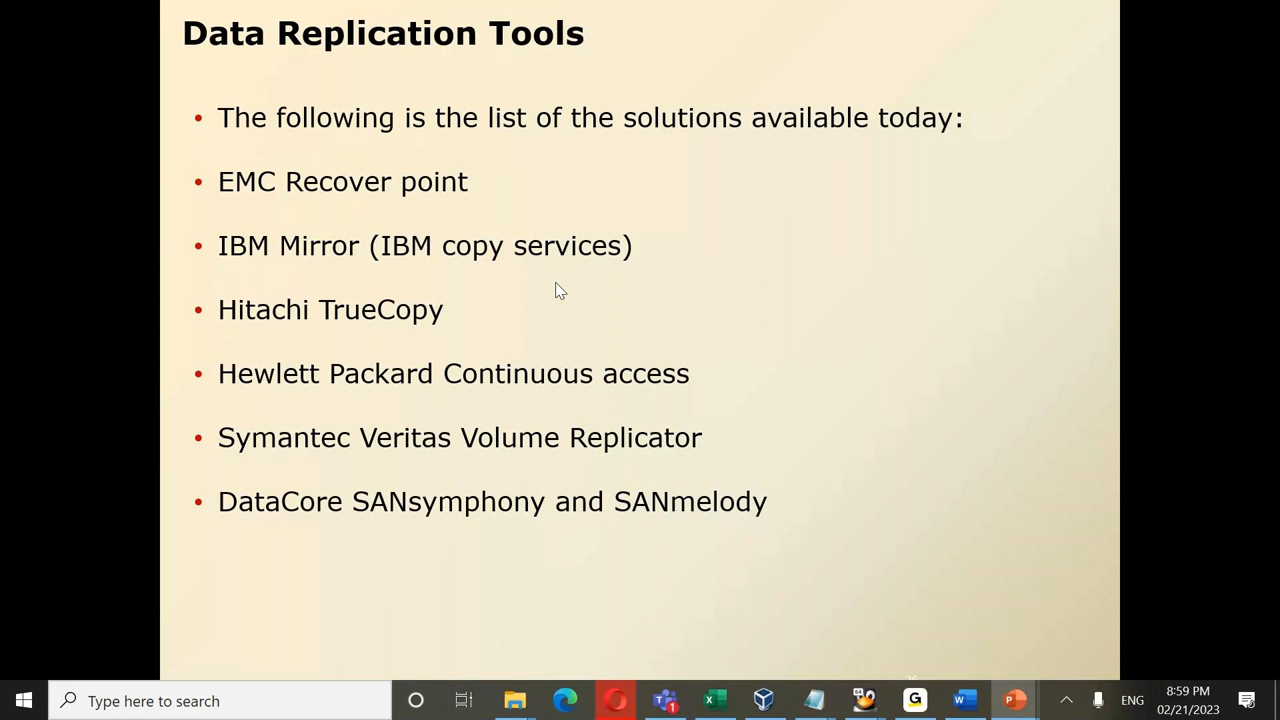 Data Replication Tools
• The following is the list of the solutions available today:
• EMC Recover point
• IBM Mirror (IBM copy services)
• Hitachi TrueCopy
• Hewlett Packard Continuous access
• Symantec Veritas Volume Replicator
• DataCore SANsymphony and SANmelody
Type here to search
ENG
8:59 PM
02/21/2023